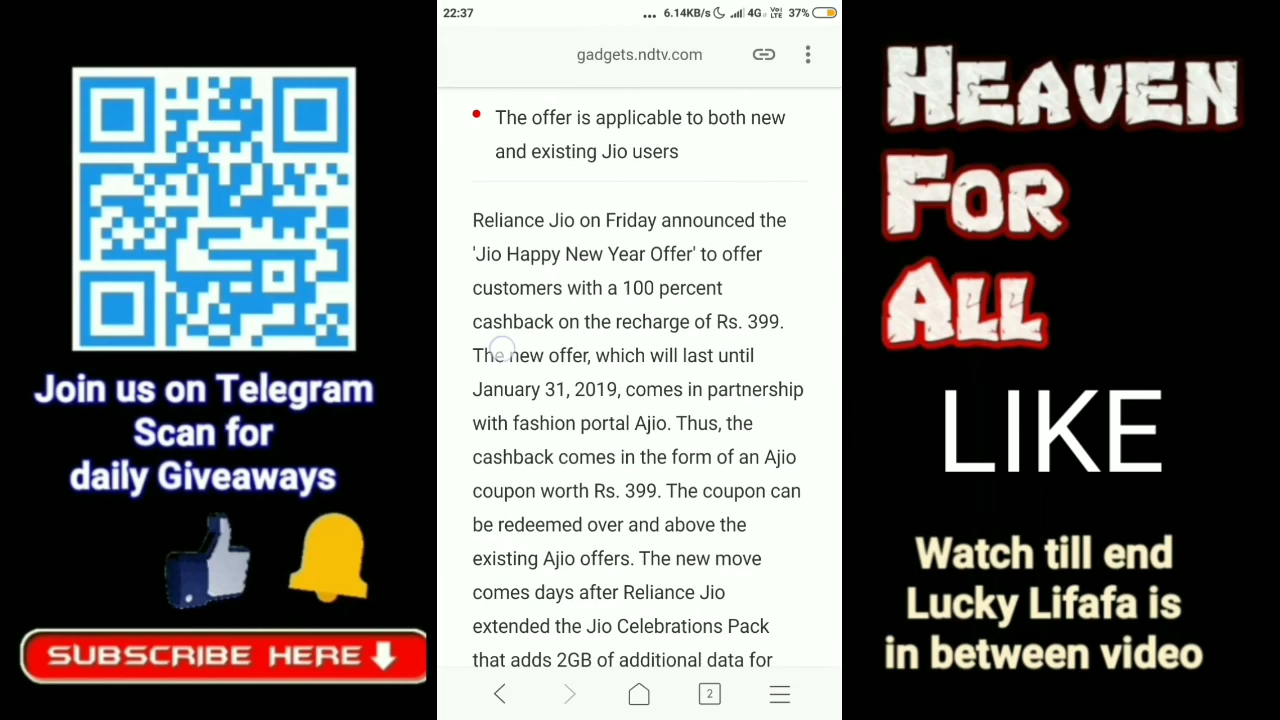 Join us on Telegram
Scan for
daily Giveaways
SUBSCRIBE HERE
22:37
... 6.14KB/s 4G Vo LTE 37%
gadgets.ndtv.com
The offer is applicable to both new
and existing Jio users
Reliance Jio on Friday announced the
'Jio Happy New Year Offer' to offer
customers with a 100 percent
cashback on the recharge of Rs. 399.
The new offer, which will last until
January 31, 2019, comes in partnership
with fashion portal Ajio. Thus, the
cashback comes in the form of an Ajio
coupon worth Rs. 399. The coupon can
be redeemed over and above the
existing Ajio offers. The new move
comes days after Reliance Jio
extended the Jio Celebrations Pack
that adds 2GB of additional data for
2
HEAVEN
FOR
ALL
LIKE
Watch till end
Lucky Lifafa is
in between video